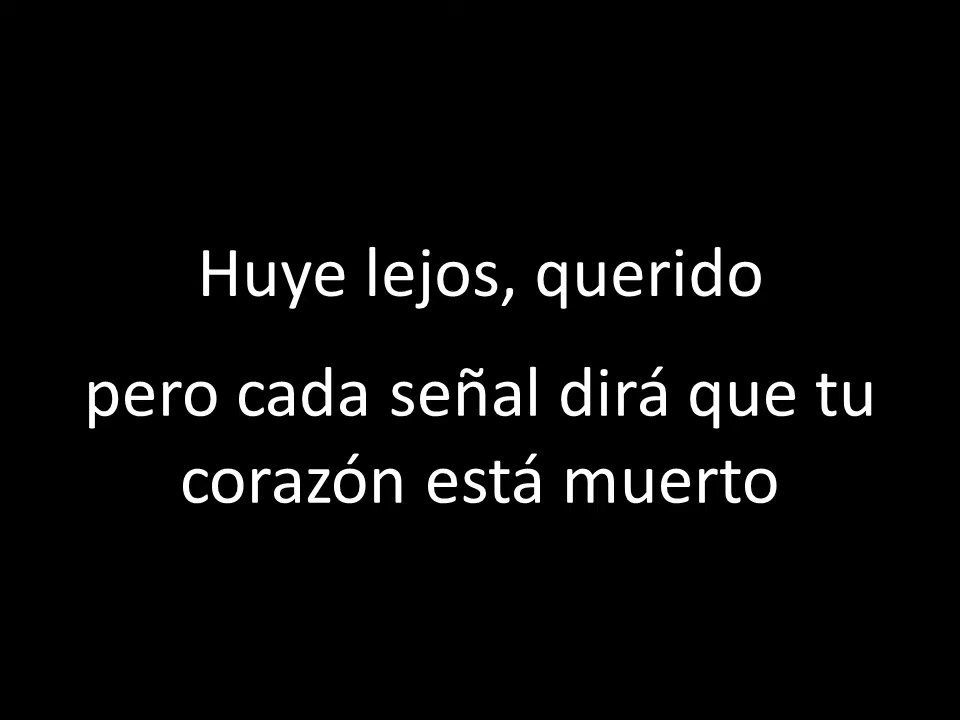 Huye lejos, querido
pero cada señal dirá que tu
corazón está muerto